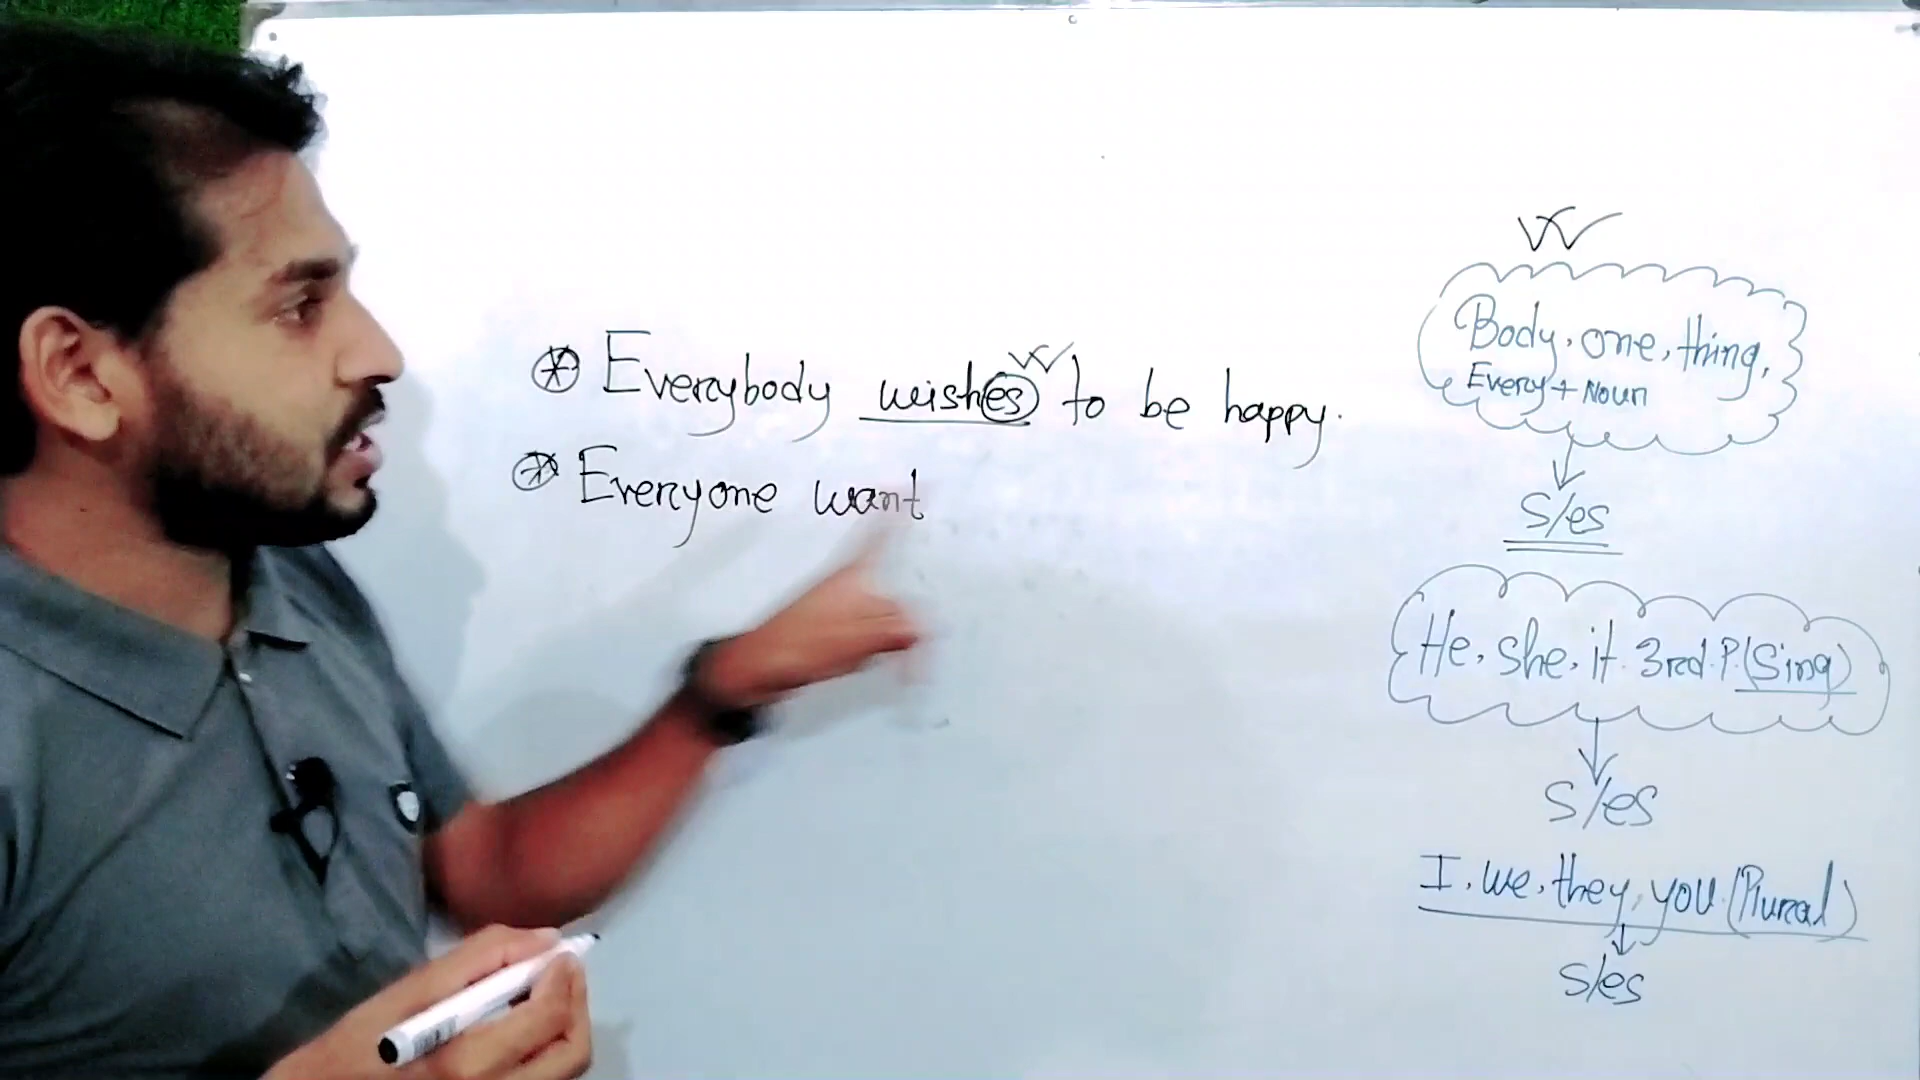 Everybody wishes to be happy.
Everyone want
Body, one, thing,
Every + Noun
S/es
He, she, it 3rd P. (Sing)
S/es
I, we, they, you (Plural)
S/es